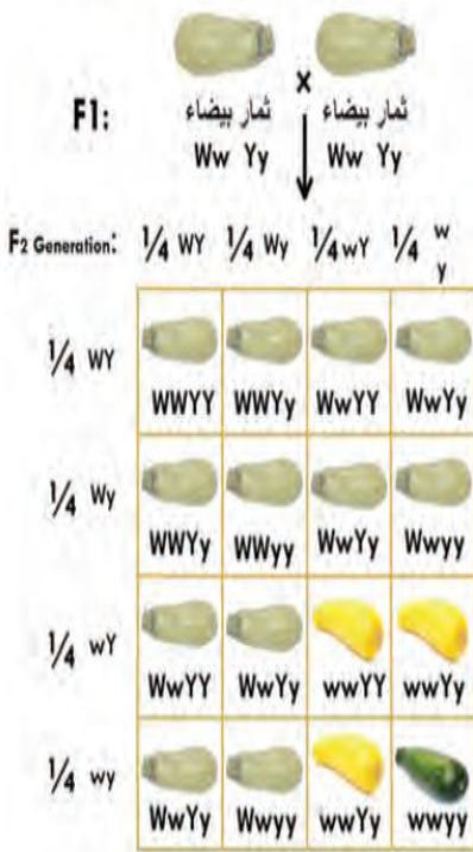 F1:
×
ثمار بيضاء ثمار بيضاء
Ww Yy Ww Yy
F2 Generation: 1/4 WY 1/4 Wy 1/4 wY 1/4 w
y
1/4 WY
WWYY WWYy WwYY WwYy
1/4 Wy
WWYy WWyy WwYy Wwyy
1/4 wY
WwYY WwYy wwYY wwYy
1/4 wy
WwYy Wwyy wwYy wwyy